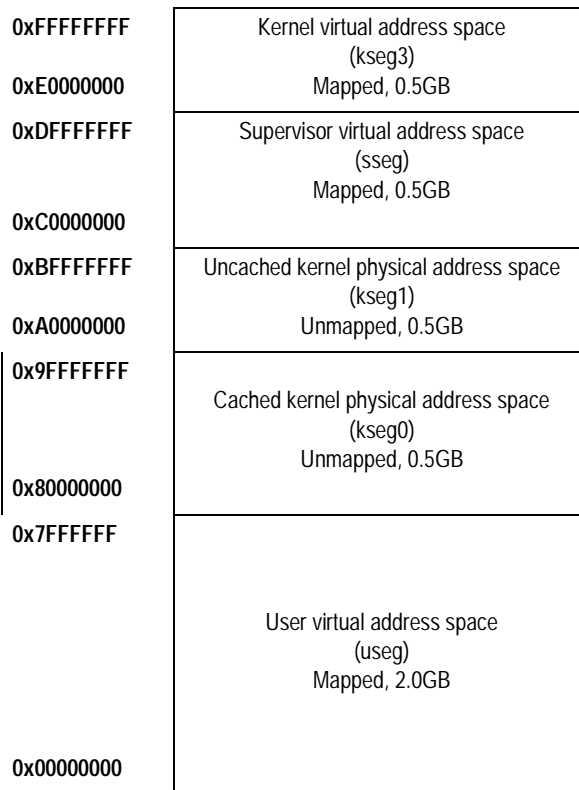 0xFFFFFFFF Kernel virtual address space
(kseg3)
0xE0000000 Mapped, 0.5GB
0xDFFFFFFF Supervisor virtual address space
(sseg)
Mapped, 0.5GB
0xC0000000
0xBFFFFFFF Uncached kernel physical address space
(kseg1)
0xA0000000 Unmapped, 0.5GB
0x9FFFFFFF
Cached kernel physical address space
(kseg0)
Unmapped, 0.5GB
0x80000000
0x7FFFFFF
User virtual address space
(useg)
Mapped, 2.0GB
0x00000000